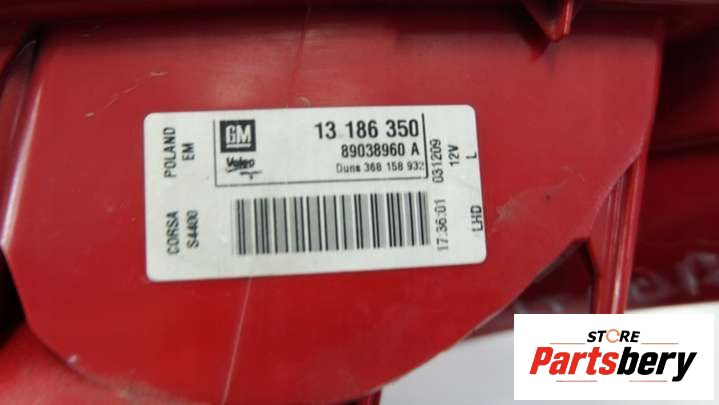 GM
Valeo
13 186 350
89038960 A
Duns 368 158 932
POLAND
EM
CORSA
S4400
031209
12V
L
17:36:01
LHD
STORE
Partsbery